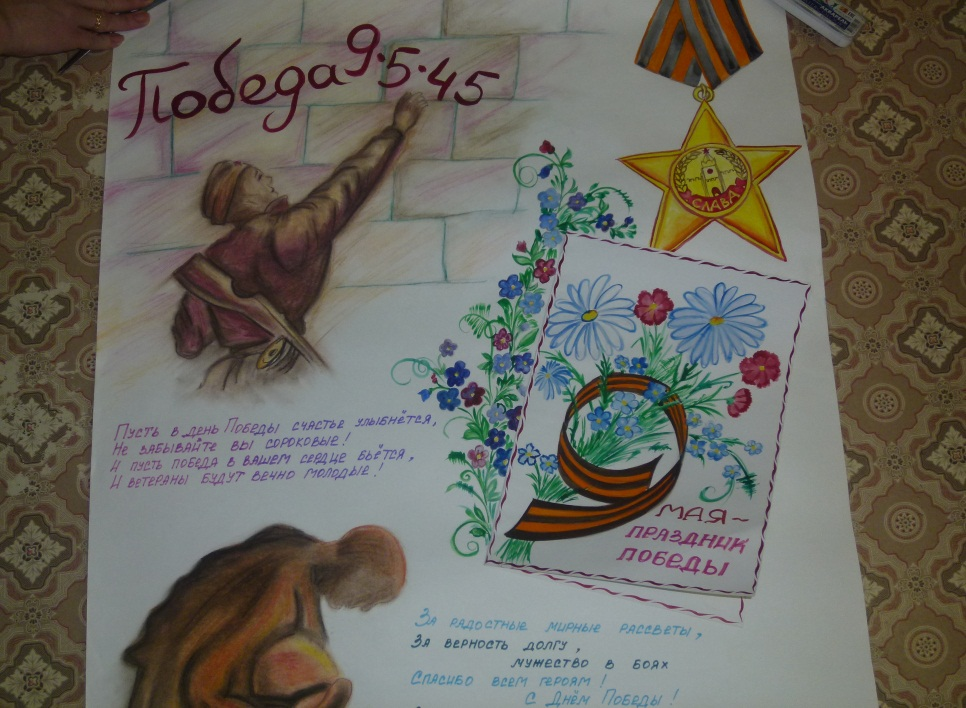 Победа 9•5•45
СЛАВА
Пусть в день Победы счастье улыбнётся,
Не забывайте вы сороковые!
И пусть победа в вашем сердце бьётся,
И ветераны будут вечно молодые!
9
МАЯ~
ПРАЗДНИК
ПОБЕДЫ
За радостные мирные рассветы,
За верность долгу,
мужество в боях
Спасибо всем героям!
С Днём Победы!